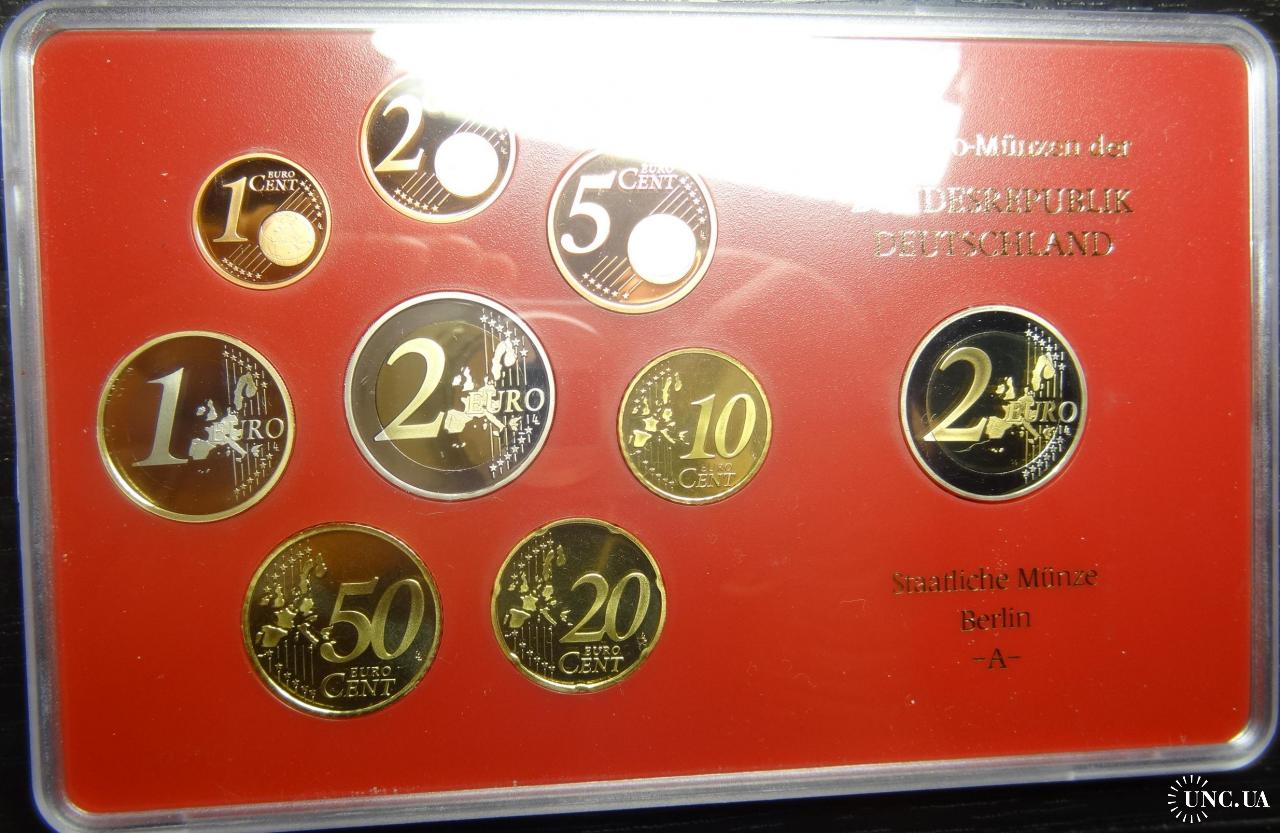 o-Münzen der
BUNDESREPUBLIK
DEUTSCHLAND
2
1 EURO CENT
5 EURO CENT
1 EURO
2 EURO
10 EURO CENT
2 EURO
50 EURO CENT
20 EURO CENT
Staatliche Münze
Berlin
-A-
UNC.UA